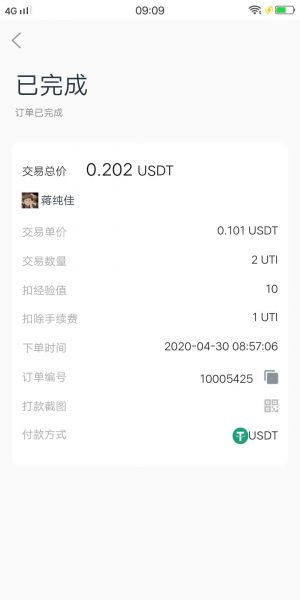 4G 09:09
已完成
订单已完成
交易总价 0.202 USDT
蒋纯佳
交易单价 0.101 USDT
交易数量 2 UTI
扣经验值 10
扣除手续费 1 UTI
下单时间 2020-04-30 08:57:06
订单编号 10005425
打款截图
付款方式 USDT